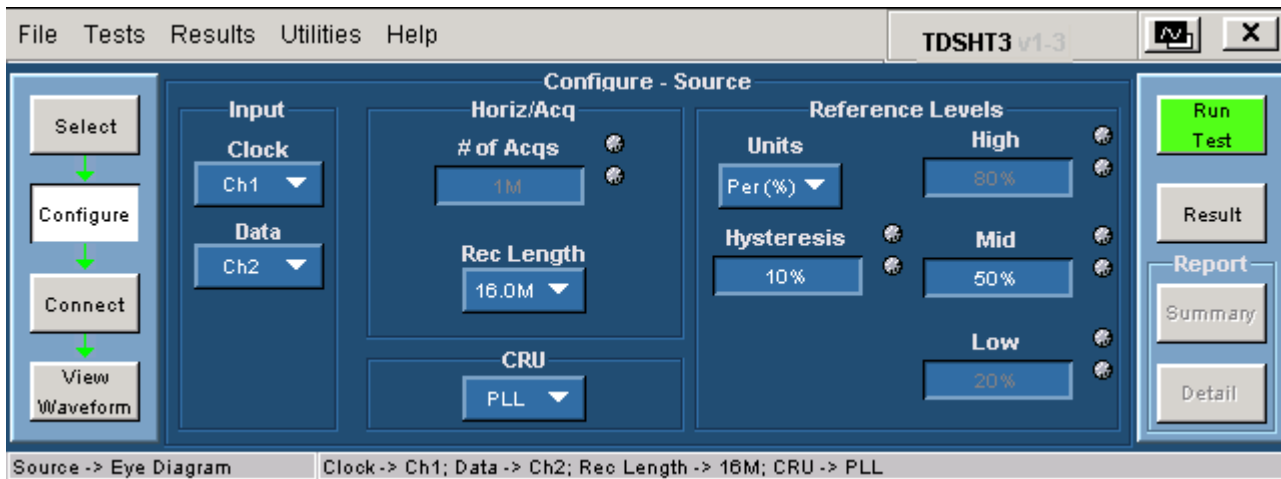 File Tests Results Utilities Help TDSHT3 v1-3
Configure - Source
Select
Configure
Connect
View
Waveform
Input
Clock
Ch1
Data
Ch2
Horiz/Acq
# of Acqs
1M
Rec Length
16.0M
CRU
PLL
Reference Levels
Units
Per (%)
Hysteresis
10%
High
80%
Mid
50%
Low
20%
Run
Test
Result
Report
Summary
Detail
Source -> Eye Diagram
Clock -> Ch1; Data -> Ch2; Rec Length -> 16M; CRU -> PLL